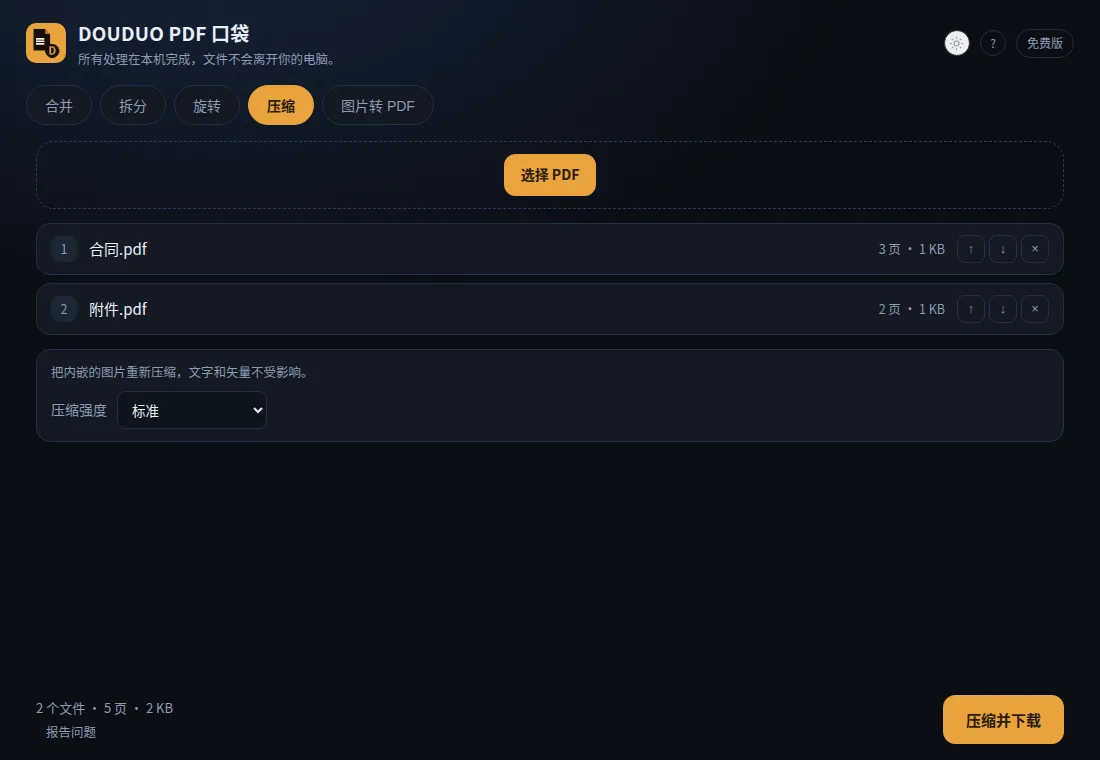 DOUDUO PDF 口袋
所有处理在本机完成，文件不会离开你的电脑。
D
?
免费版
合并 拆分 旋转 压缩 图片转 PDF
选择 PDF
1 合同.pdf 3 页 · 1 KB ↑ ↓ ×
2 附件.pdf 2 页 · 1 KB ↑ ↓ ×
把内嵌的图片重新压缩，文字和矢量不受影响。
压缩强度 标准
2 个文件 · 5 页 · 2 KB
报告问题
压缩并下载